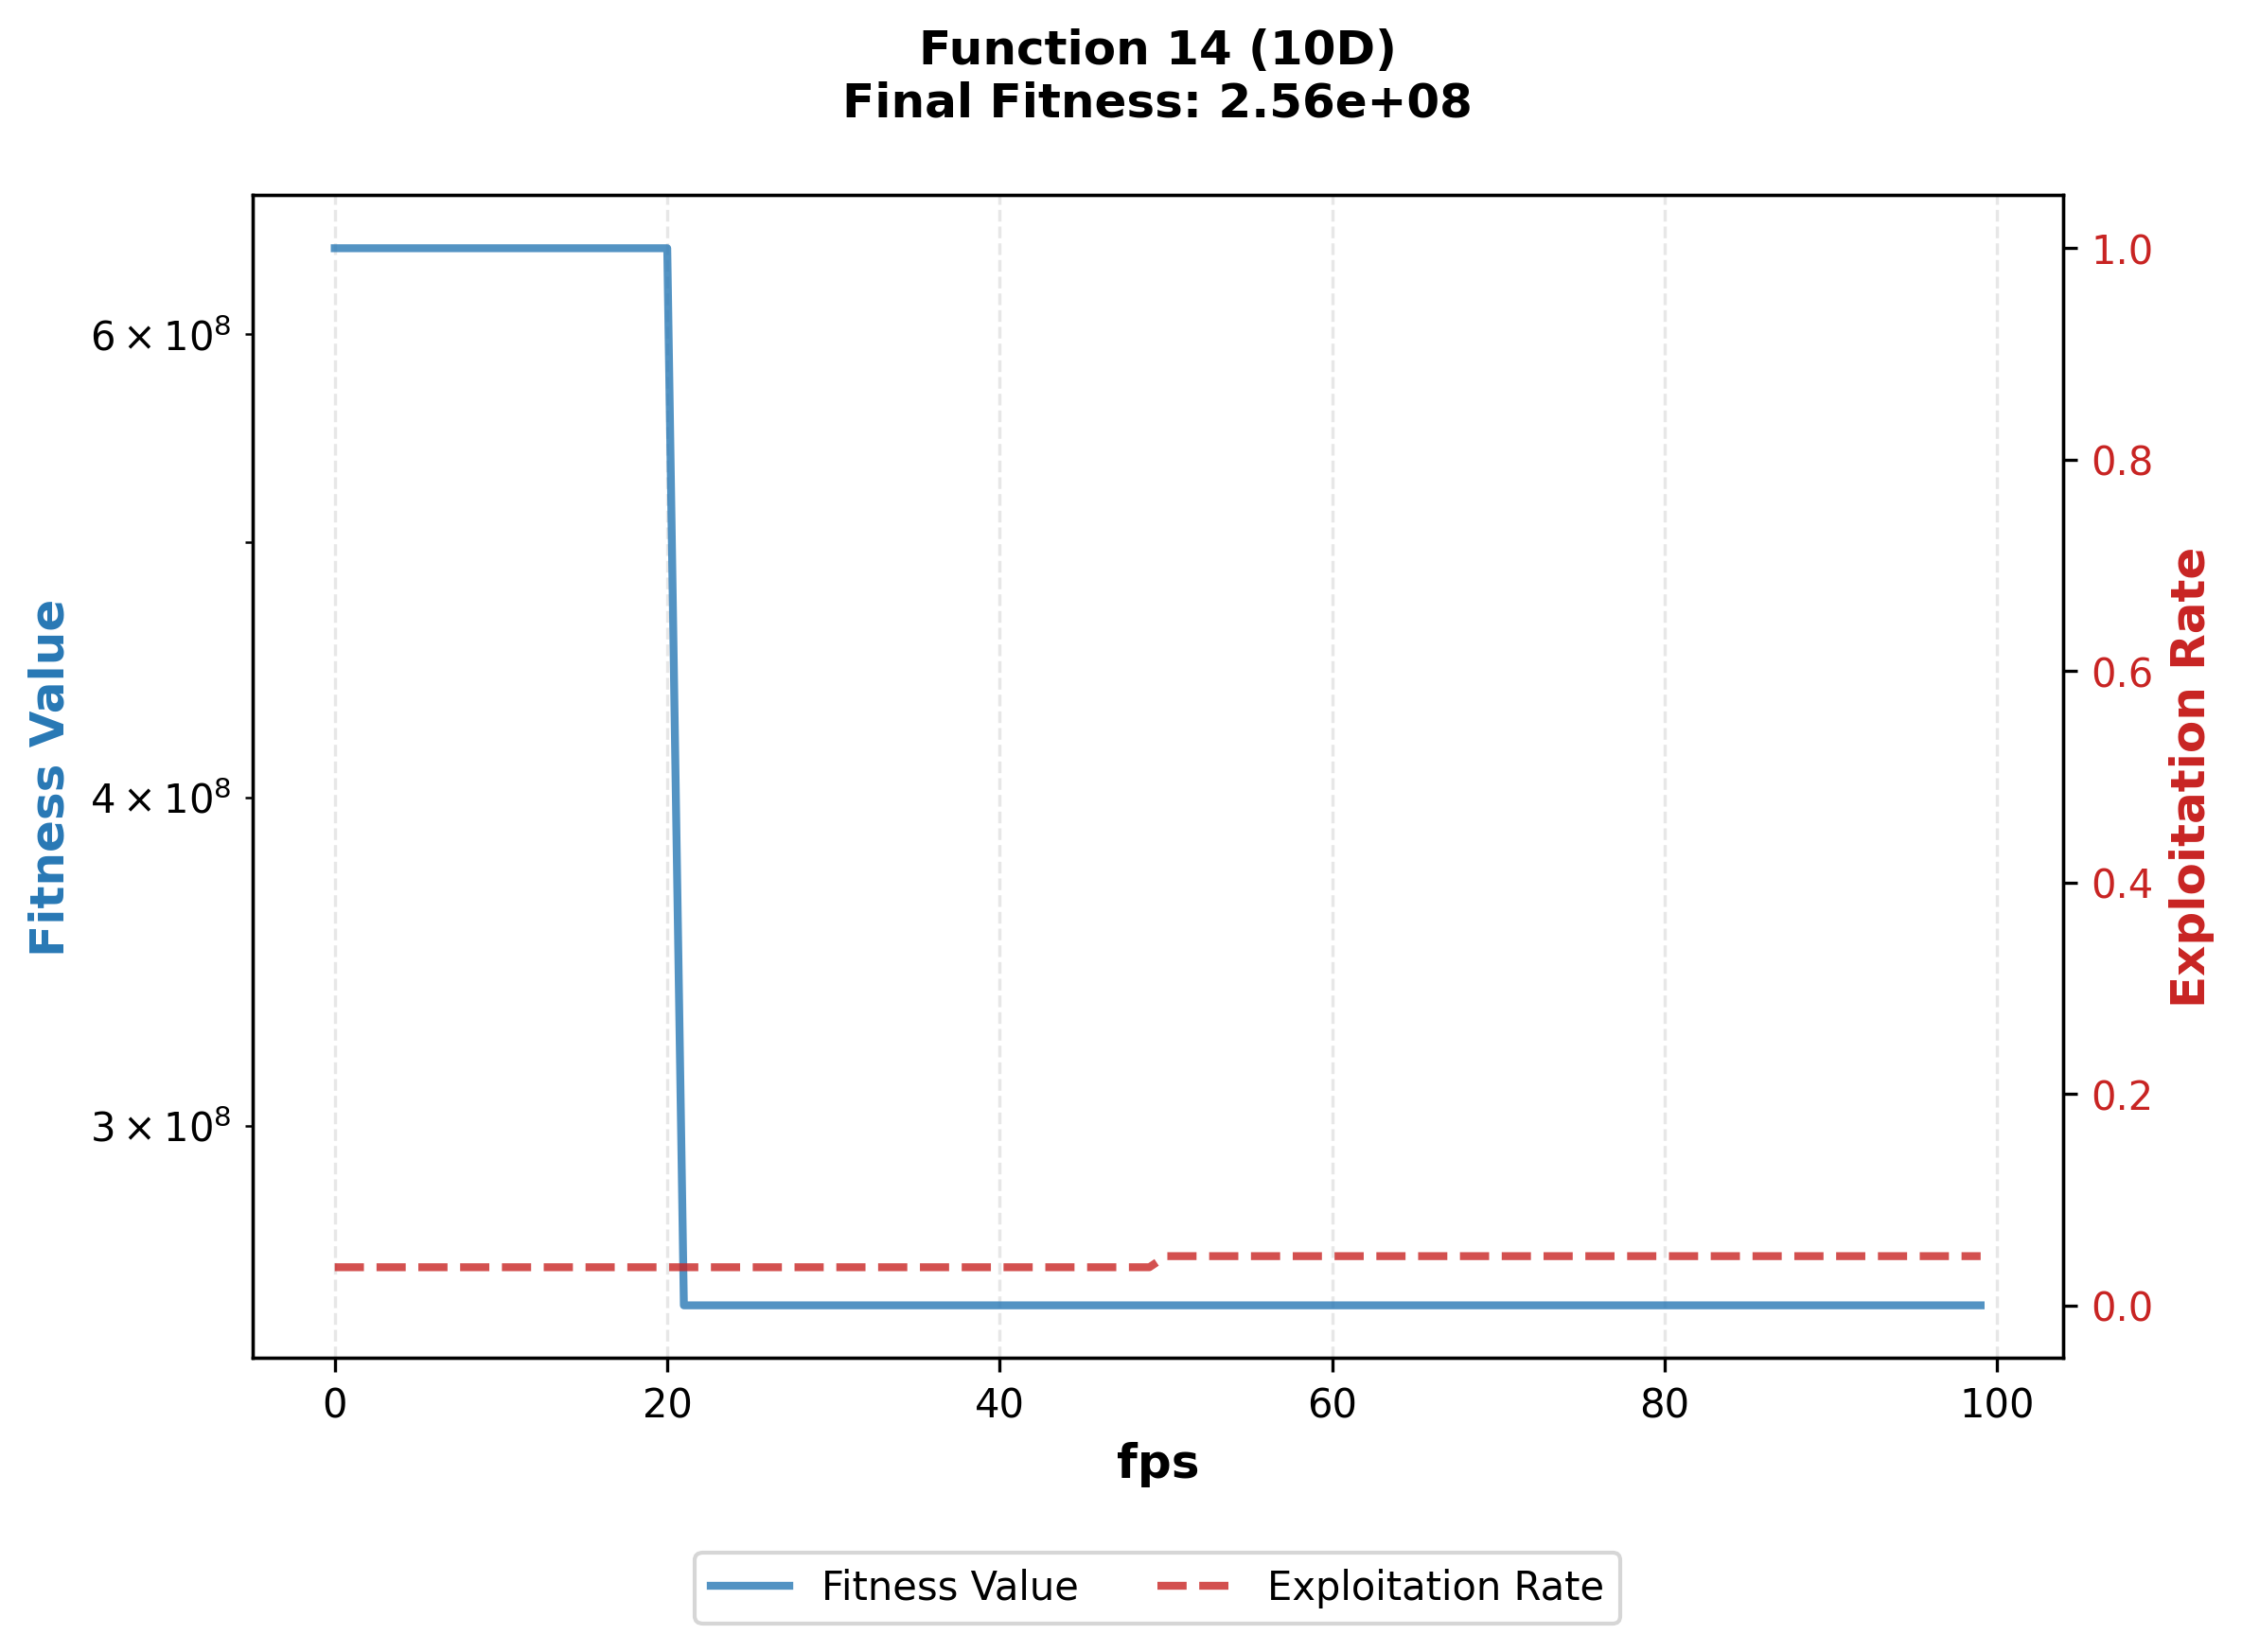 Function 14 (10D)
Final Fitness: 2.56e+08
Fitness Value
6 × 10⁸
4 × 10⁸
3 × 10⁸
1.0
0.8
0.6
0.4
0.2
0.0
Exploitation Rate
0 20 40 60 80 100
fps
Fitness Value Exploitation Rate